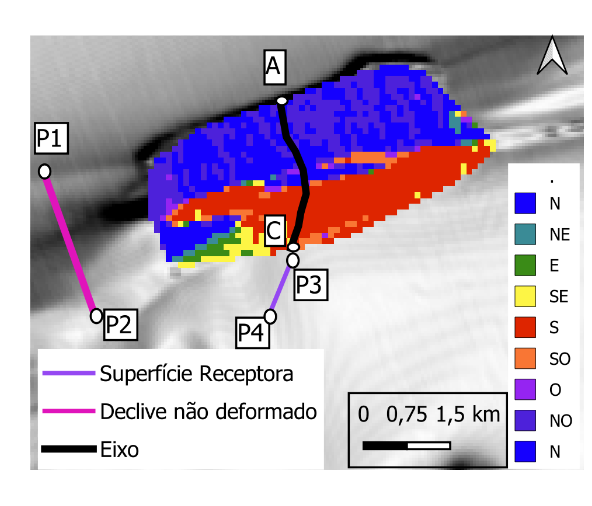 A
P1
C
P3
P2
P4
.
N
NE
E
SE
S
SO
O
NO
N
Superfície Receptora
Declive não deformado
Eixo
0 0,75 1,5 km